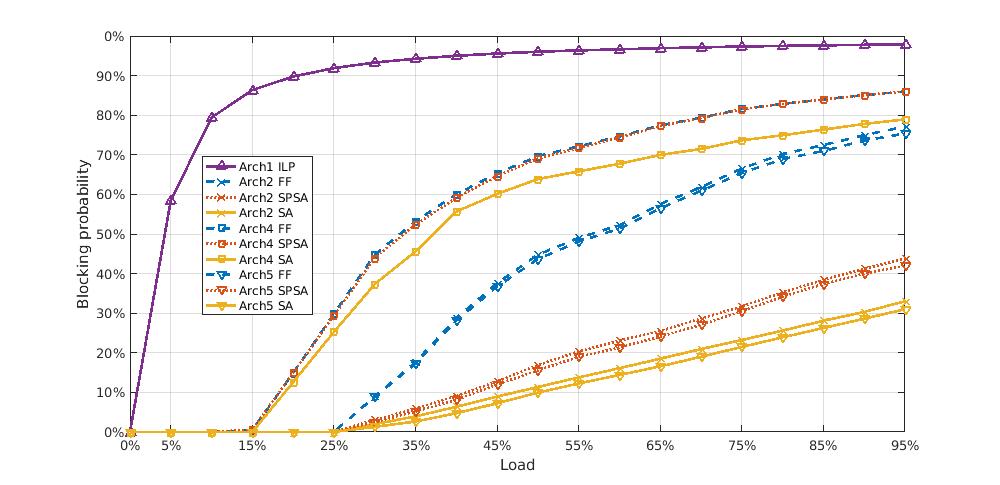 0%
90%
80%
70%
60%
50%
40%
30%
20%
10%
0%
Blocking probability
Arch1 ILP
Arch2 FF
Arch2 SPSA
Arch2 SA
Arch4 FF
Arch4 SPSA
Arch4 SA
Arch5 FF
Arch5 SPSA
Arch5 SA
0% 5% 15% 25% 35% 45% 55% 65% 75% 85% 95%
Load